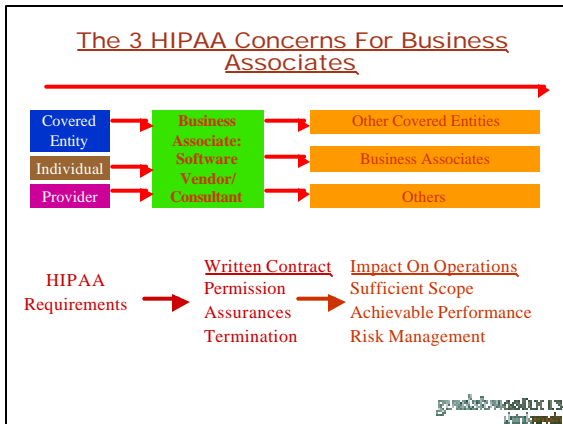 The 3 HIPAA Concerns For Business
Associates
Covered
Entity
Individual
Provider
Business
Associate:
Software
Vendor/
Consultant
Other Covered Entities
Business Associates
Others
HIPAA
Requirements
Written Contract
Permission
Assurances
Termination
Impact On Operations
Sufficient Scope
Achievable Performance
Risk Management